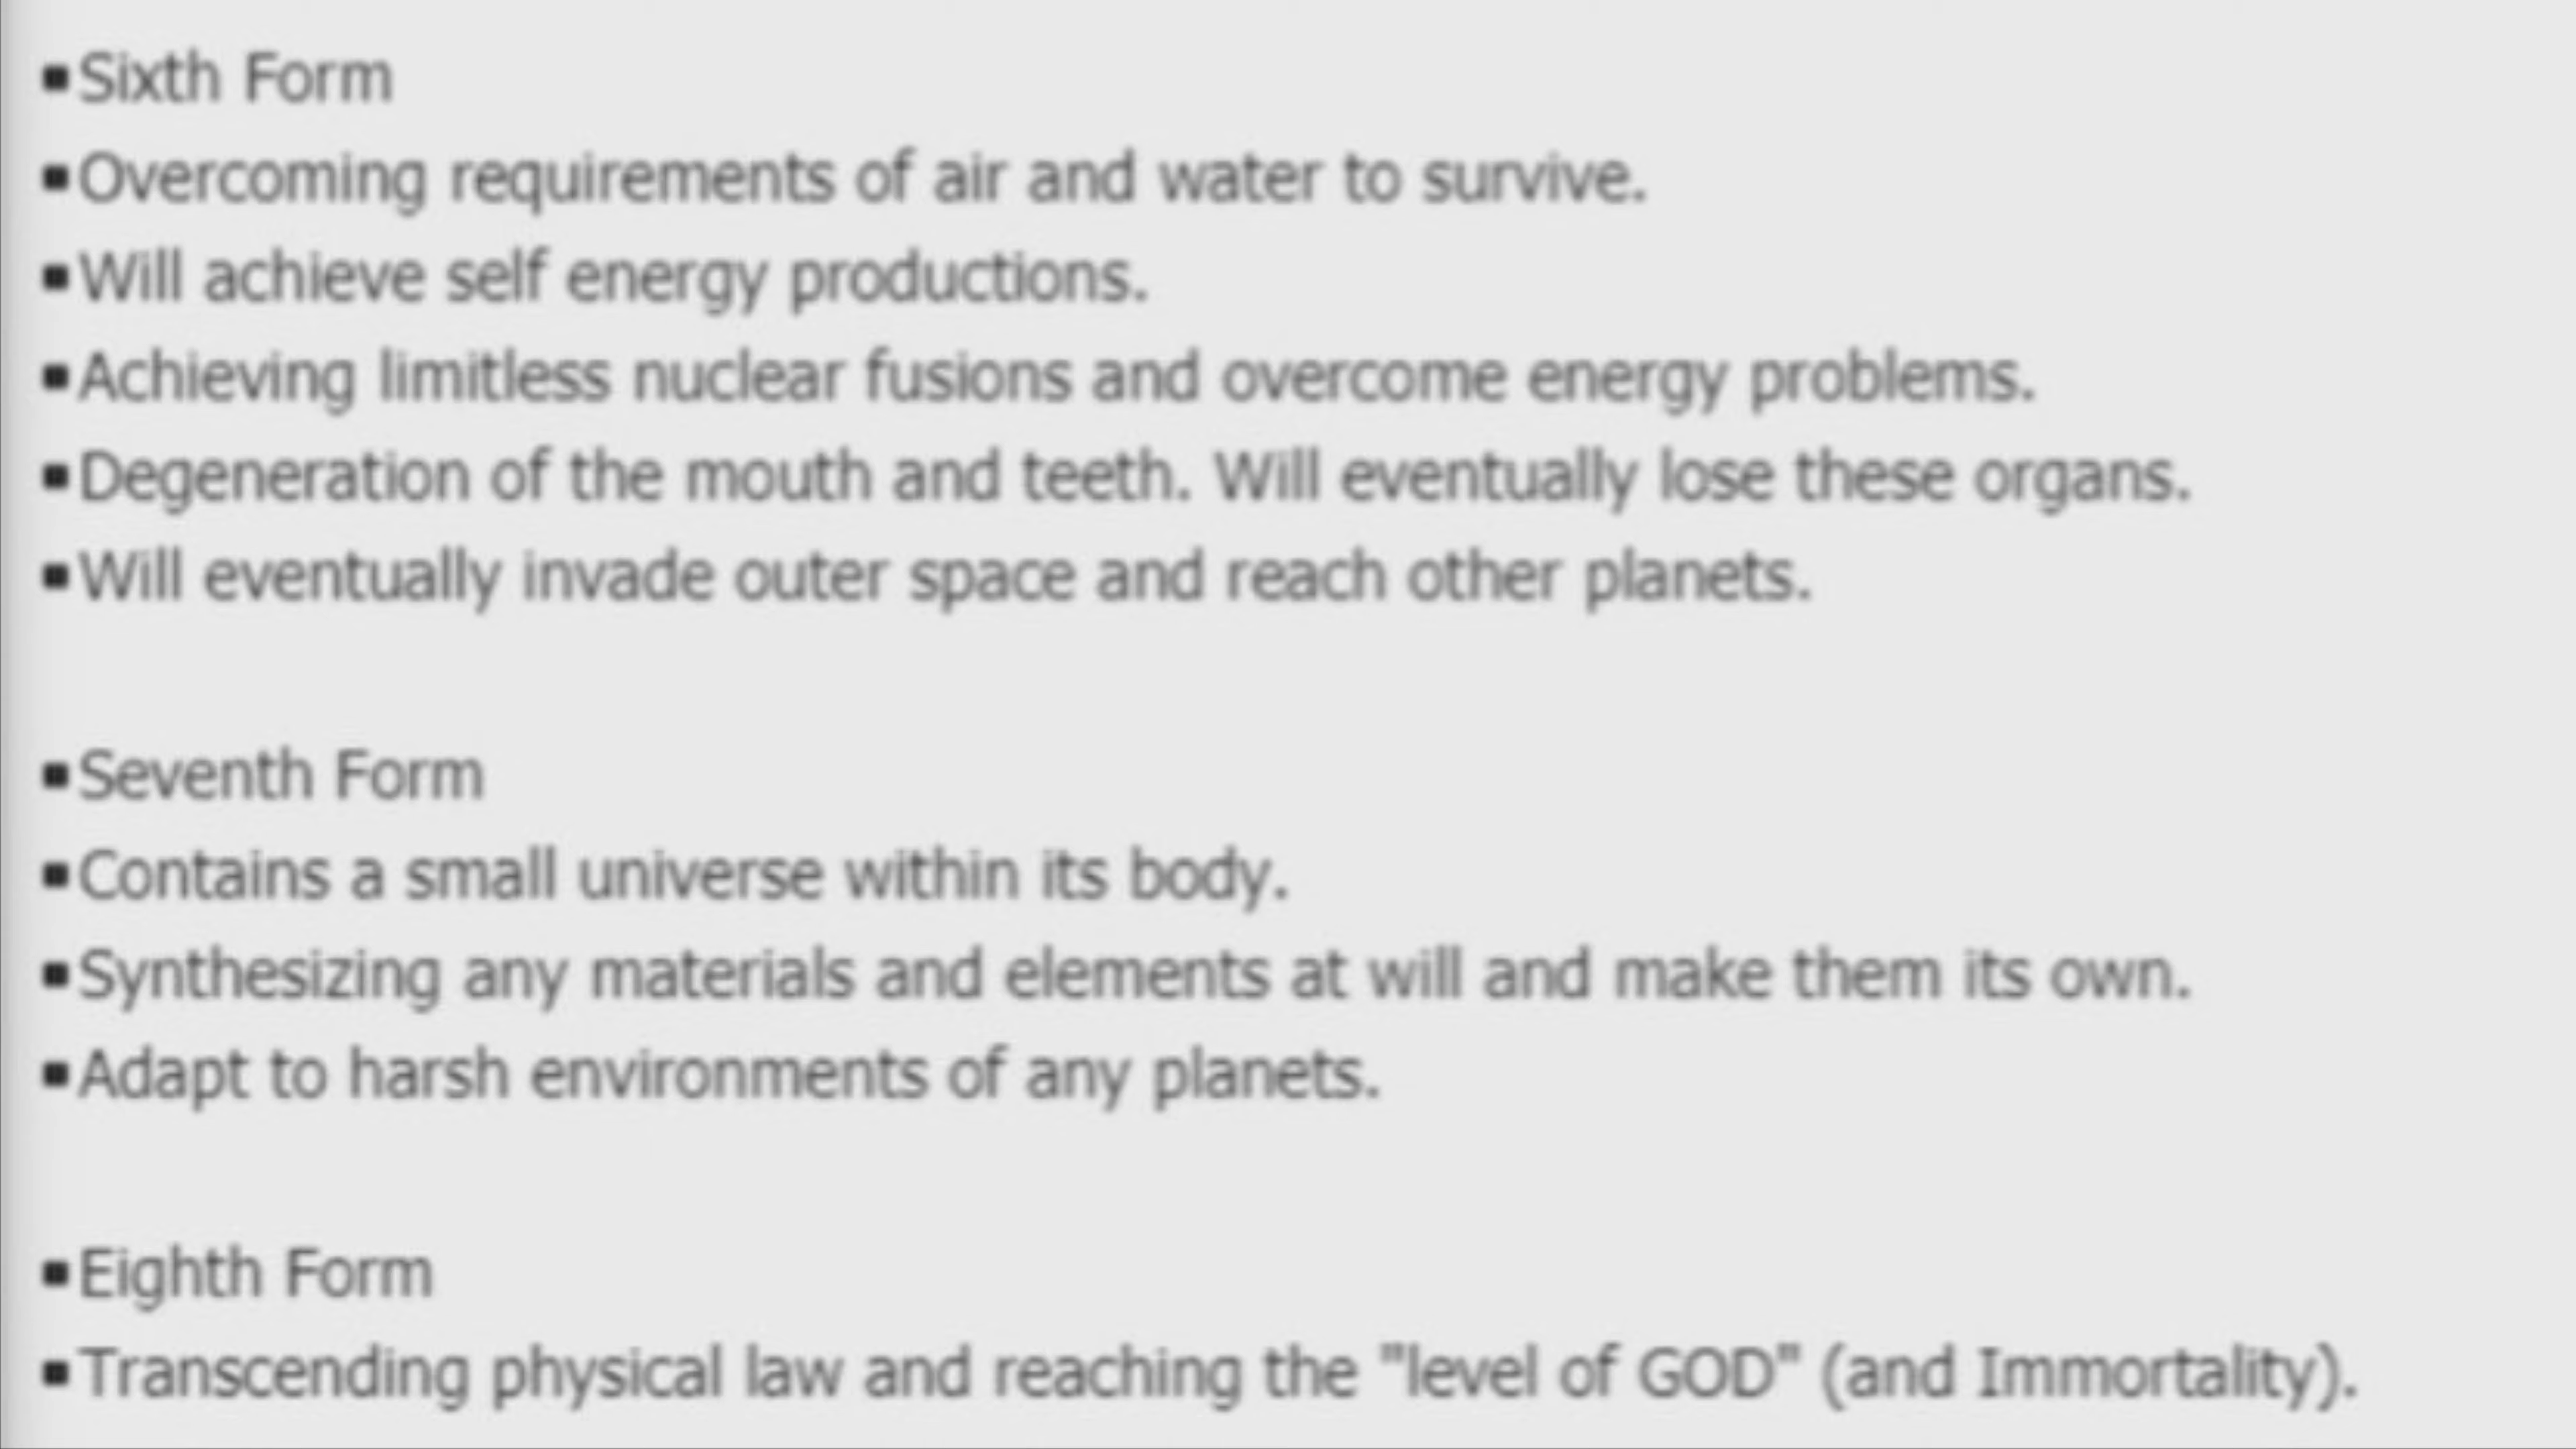 ▪Sixth Form
▪Overcoming requirements of air and water to survive.
▪Will achieve self energy productions.
▪Achieving limitless nuclear fusions and overcome energy problems.
▪Degeneration of the mouth and teeth. Will eventually lose these organs.
▪Will eventually invade outer space and reach other planets.
▪Seventh Form
▪Contains a small universe within its body.
▪Synthesizing any materials and elements at will and make them its own.
▪Adapt to harsh environments of any planets.
▪Eighth Form
▪Transcending physical law and reaching the "level of GOD" (and Immortality).